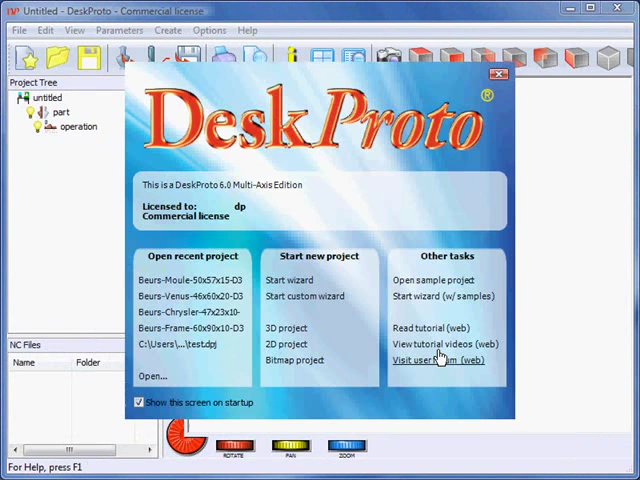 Untitled - DeskProto - Commercial license
File Edit View Parameters Create Options Help
Project Tree
untitled
part
operation
DeskProto®
This is a DeskProto 6.0 Multi-Axis Edition
Licensed to: dp
Commercial license
Open recent project
Beurs-Moule-50x57x15-D3
Beurs-Venus-46x60x20-D3
Beurs-Chrysler-47x23x10-
Beurs-Frame-60x90x10-D3
C:\Users\...\test.dpj
Open...
Start new project
Start wizard
Start custom wizard
3D project
2D project
Bitmap project
Other tasks
Open sample project
Start wizard (w/ samples)
Read tutorial (web)
View tutorial videos (web)
Visit user (web)
Show this screen on startup
NC Files
Name Folder
ROTATE PAN ZOOM
For Help, press F1